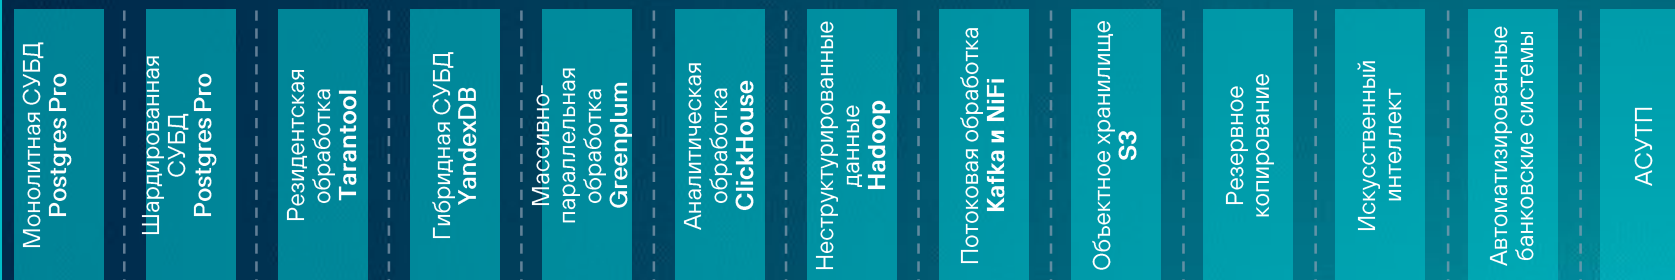 Монолитная СУБД
Postgres Pro
Шардированная
СУБД
Postgres Pro
Резидентская
обработка
Tarantool
Гибридная СУБД
YandexDB
Массивно-
параллельная
обработка
Greenplum
Аналитическая
обработка
ClickHouse
Неструктурированные
данные
Hadoop
Потоковая обработка
Kafka и NiFi
Объектное хранилище
S3
Резервное
копирование
Искусственный
интеллект
Автоматизированные
банковские системы
АСУТП